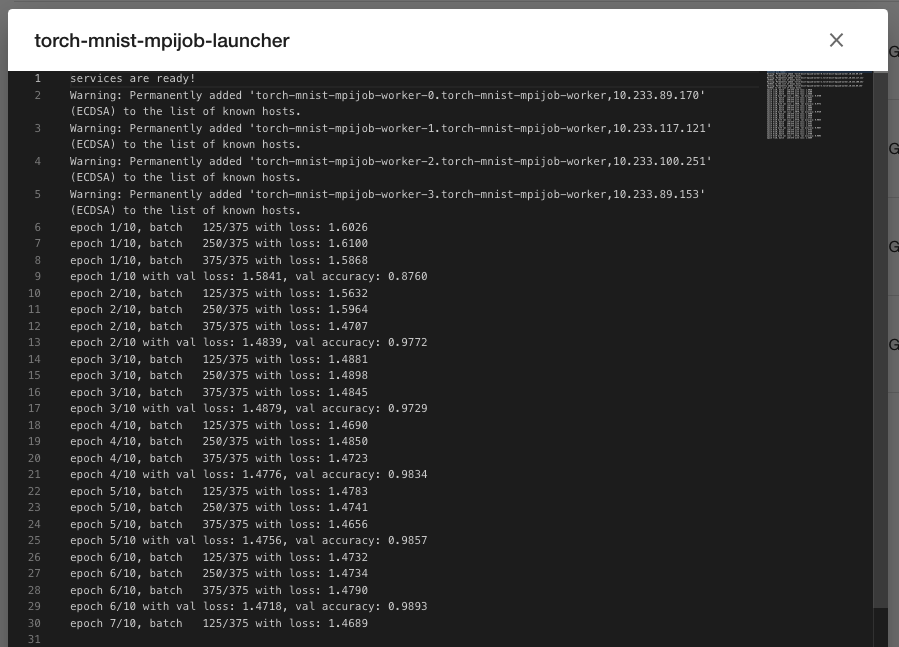 torch-mnist-mpijob-launcher
1 services are ready!
2 Warning: Permanently added 'torch-mnist-mpijob-worker-0.torch-mnist-mpijob-worker,10.233.89.170'
(ECDSA) to the list of known hosts.
3 Warning: Permanently added 'torch-mnist-mpijob-worker-1.torch-mnist-mpijob-worker,10.233.117.121'
(ECDSA) to the list of known hosts.
4 Warning: Permanently added 'torch-mnist-mpijob-worker-2.torch-mnist-mpijob-worker,10.233.100.251'
(ECDSA) to the list of known hosts.
5 Warning: Permanently added 'torch-mnist-mpijob-worker-3.torch-mnist-mpijob-worker,10.233.89.153'
(ECDSA) to the list of known hosts.
6 epoch 1/10, batch   125/375 with loss: 1.6026
7 epoch 1/10, batch   250/375 with loss: 1.6100
8 epoch 1/10, batch   375/375 with loss: 1.5868
9 epoch 1/10 with val loss: 1.5841, val accuracy: 0.8760
10 epoch 2/10, batch   125/375 with loss: 1.5632
11 epoch 2/10, batch   250/375 with loss: 1.5964
12 epoch 2/10, batch   375/375 with loss: 1.4707
13 epoch 2/10 with val loss: 1.4839, val accuracy: 0.9772
14 epoch 3/10, batch   125/375 with loss: 1.4881
15 epoch 3/10, batch   250/375 with loss: 1.4898
16 epoch 3/10, batch   375/375 with loss: 1.4845
17 epoch 3/10 with val loss: 1.4879, val accuracy: 0.9729
18 epoch 4/10, batch   125/375 with loss: 1.4690
19 epoch 4/10, batch   250/375 with loss: 1.4850
20 epoch 4/10, batch   375/375 with loss: 1.4723
21 epoch 4/10 with val loss: 1.4776, val accuracy: 0.9834
22 epoch 5/10, batch   125/375 with loss: 1.4783
23 epoch 5/10, batch   250/375 with loss: 1.4741
24 epoch 5/10, batch   375/375 with loss: 1.4656
25 epoch 5/10 with val loss: 1.4756, val accuracy: 0.9857
26 epoch 6/10, batch   125/375 with loss: 1.4732
27 epoch 6/10, batch   250/375 with loss: 1.4734
28 epoch 6/10, batch   375/375 with loss: 1.4790
29 epoch 6/10 with val loss: 1.4718, val accuracy: 0.9893
30 epoch 7/10, batch   125/375 with loss: 1.4689
31